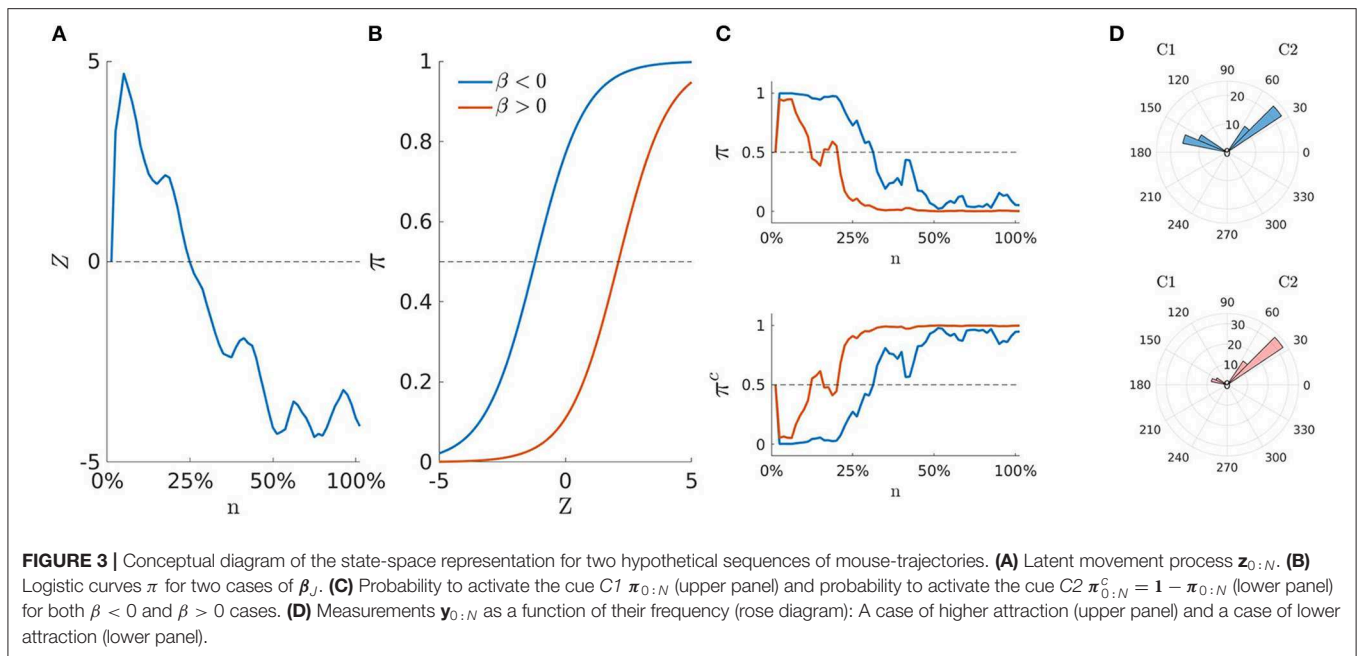 A
B
C
D
5
0
-5
Z
0%
25%
50%
100%
n
1
0.8
0.6
0.4
0.2
0
π
β < 0
β > 0
-5
0
5
Z
1
0.5
0
π
0%
25%
50%
100%
n
1
0.5
0
πᶜ
0%
25%
50%
100%
n
C1
C2
90
120
60
150
30
180
0
210
330
240
300
270
20
10
0
C1
C2
90
120
60
150
30
180
0
210
330
240
300
270
30
20
10
0
FIGURE 3 | Conceptual diagram of the state-space representation for two hypothetical sequences of mouse-trajectories. (A) Latent movement process z₀:N. (B)
Logistic curves π for two cases of βJ. (C) Probability to activate the cue C1 π₀:N (upper panel) and probability to activate the cue C2 πᶜ₀:N = 1 − π₀:N (lower panel)
for both β < 0 and β > 0 cases. (D) Measurements y₀:N as a function of their frequency (rose diagram): A case of higher attraction (upper panel) and a case of lower
attraction (lower panel).